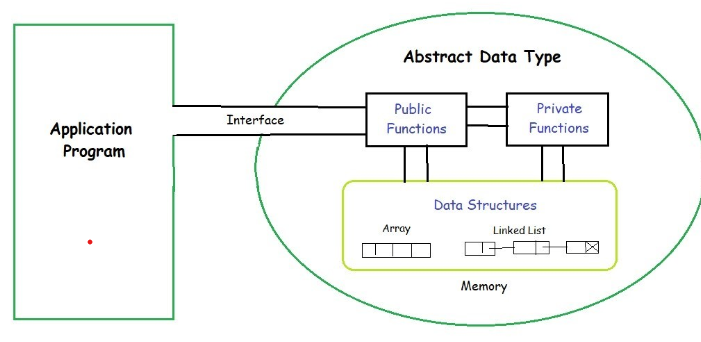 Abstract Data Type
Application
Program
Interface
Public
Functions
Private
Functions
Data Structures
Array
Linked List
Memory